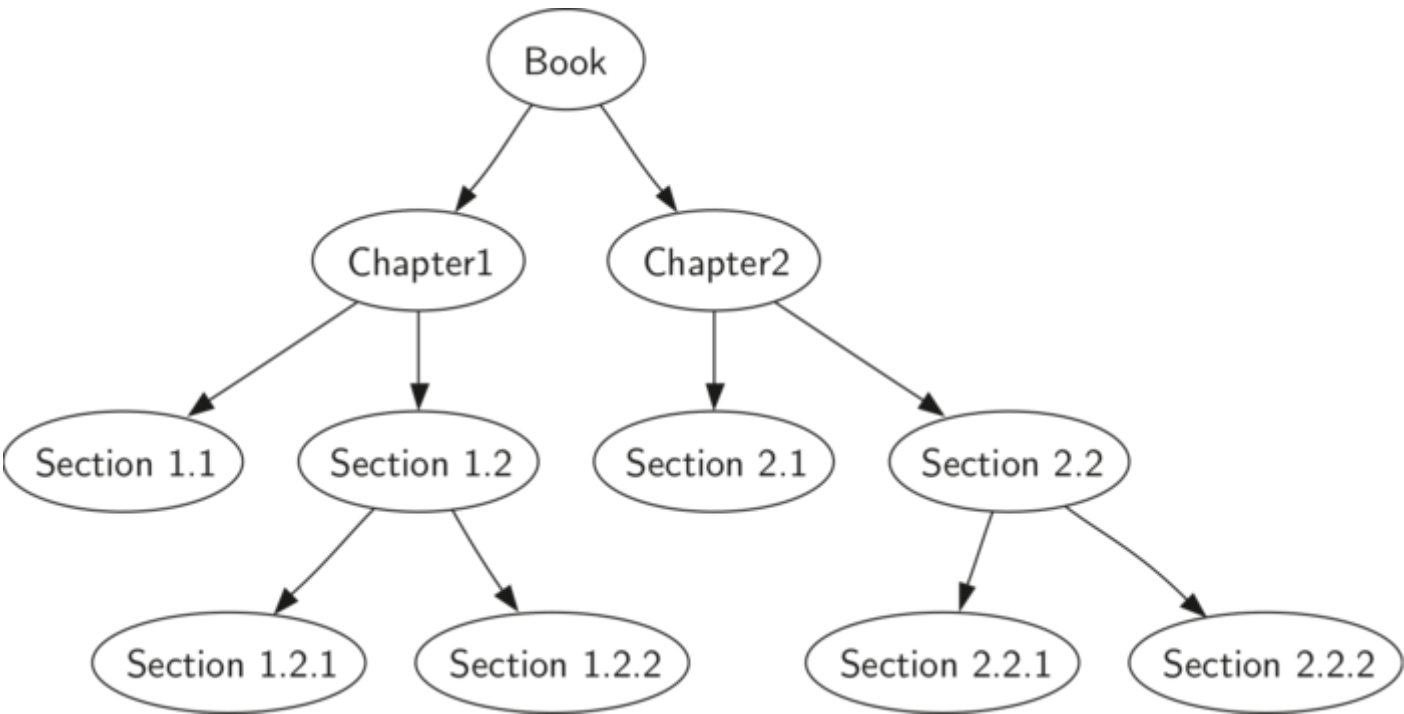 Book
Chapter1
Chapter2
Section 1.1
Section 1.2
Section 2.1
Section 2.2
Section 1.2.1
Section 1.2.2
Section 2.2.1
Section 2.2.2